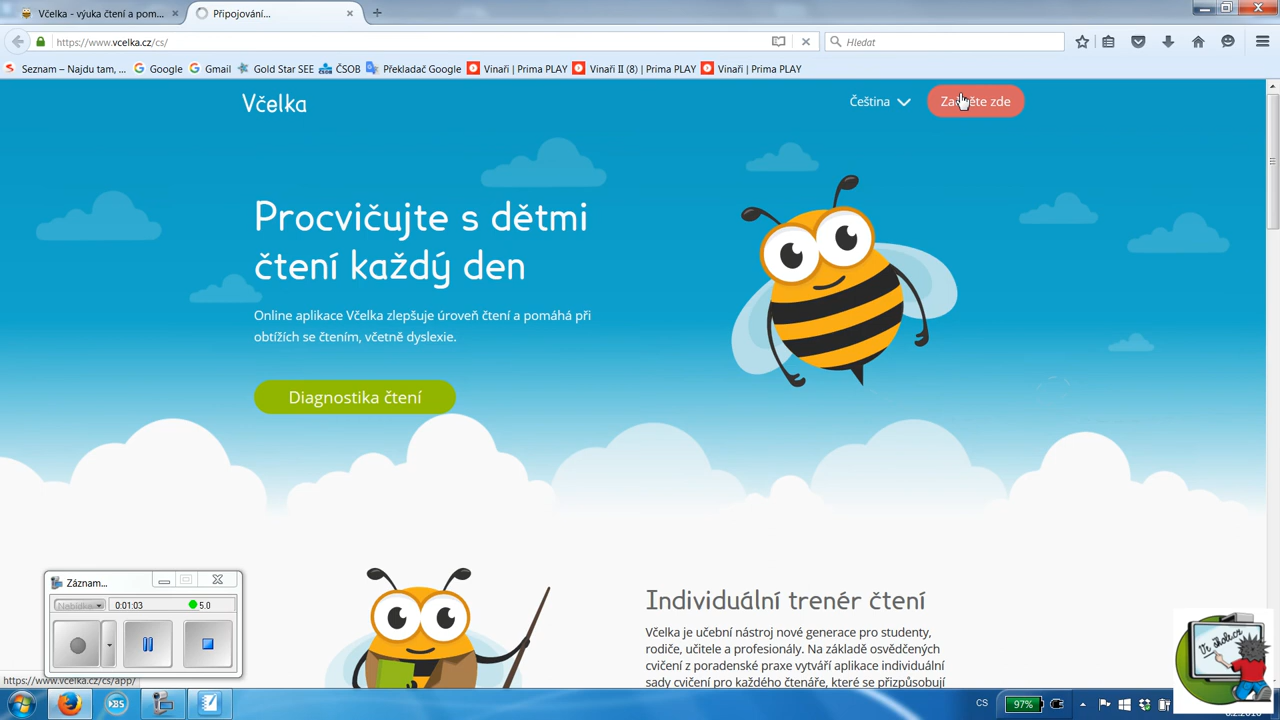 Včelka - výuka čtení a pom...
Připojování...
https://www.vcelka.cz/cs/
Hledat
Seznam – Najdu tam, ...
Google
Gmail
Gold Star SEE
ČSOB
Překladač Google
Vinaři | Prima PLAY
Vinaři II (8) | Prima PLAY
Vinaři | Prima PLAY
Včelka
Čeština
Procvičujte s dětmi
čtení každý den
Online aplikace Včelka zlepšuje úroveň čtení a pomáhá při
obtížích se čtením, včetně dyslexie.
Diagnostika čtení
Individuální trenér čtení
Včelka je učební nástroj nové generace pro studenty,
rodiče, učitele a profesionály. Na základě osvědčených
cvičení z poradenské praxe vytváří aplikace individuální
sady cvičení pro každého čtenáře, které se přizpůsobují
Záznam...
Nabídka
0:01:03
5.0
https://www.vcelka.cz/cs/app/
CS
97%